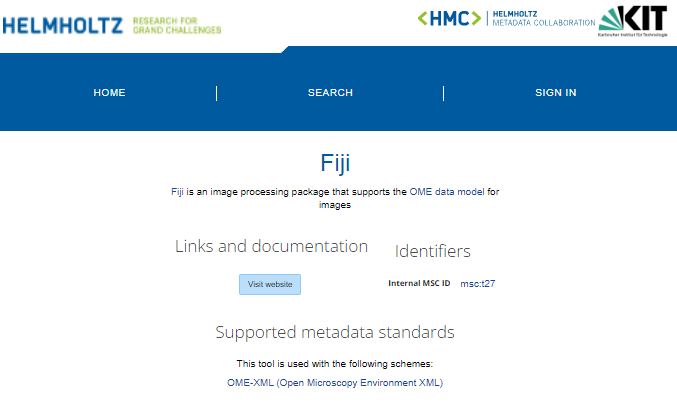 HELMHOLTZ RESEARCH FOR GRAND CHALLENGES
<HMC> HELMHOLTZ METADATA COLLABORATION
KIT
Karlsruher Institut für Technologie
HOME
SEARCH
SIGN IN
Fiji
Fiji is an image processing package that supports the OME data model for
images
Links and documentation
Visit website
Identifiers
Internal MSC ID msc:t27
Supported metadata standards
This tool is used with the following schemes:
OME-XML (Open Microscopy Environment XML)